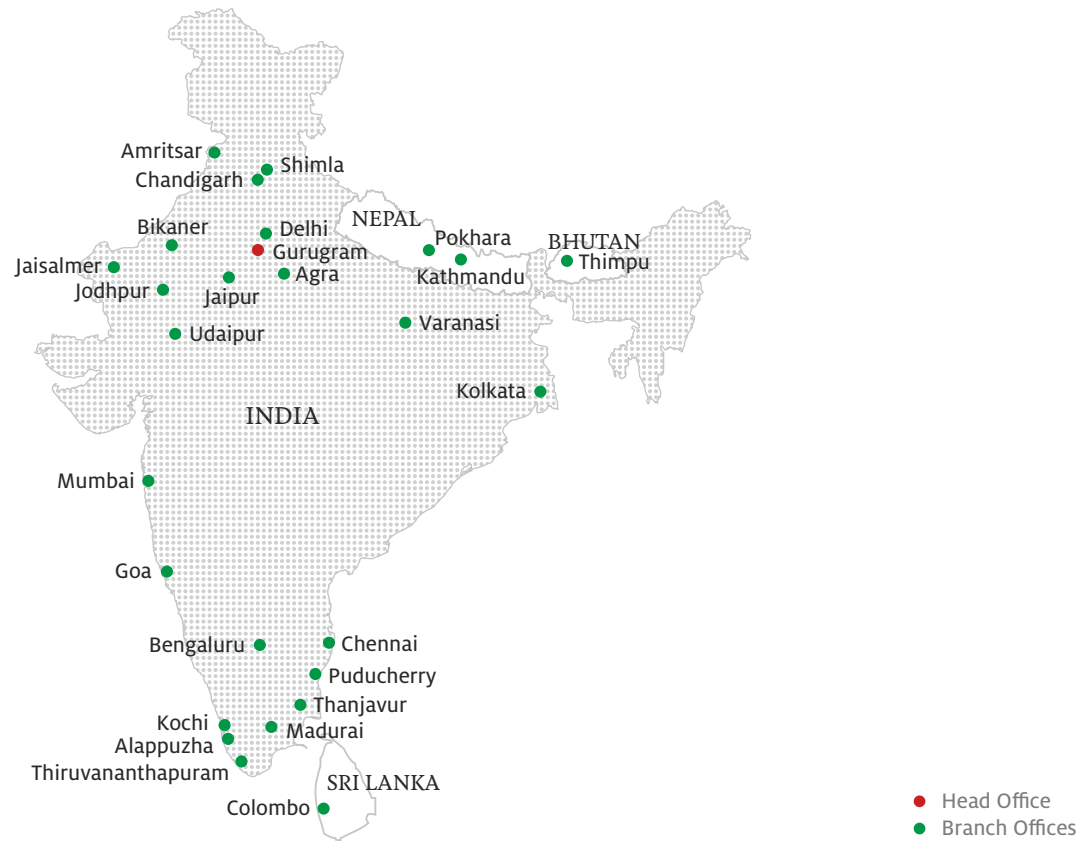 Amritsar
Shimla
Chandigarh
NEPAL
Bikaner
Delhi
Pokhara
BHUTAN
Gurugram
Thimpu
Jaisalmer
Agra
Kathmandu
Jodhpur
Jaipur
Varanasi
Udaipur
Kolkata
INDIA
Mumbai
Goa
Bengaluru
Chennai
Puducherry
Thanjavur
Kochi
Madurai
Alappuzha
Thiruvananthapuram
SRI LANKA
Colombo
Head Office
Branch Offices